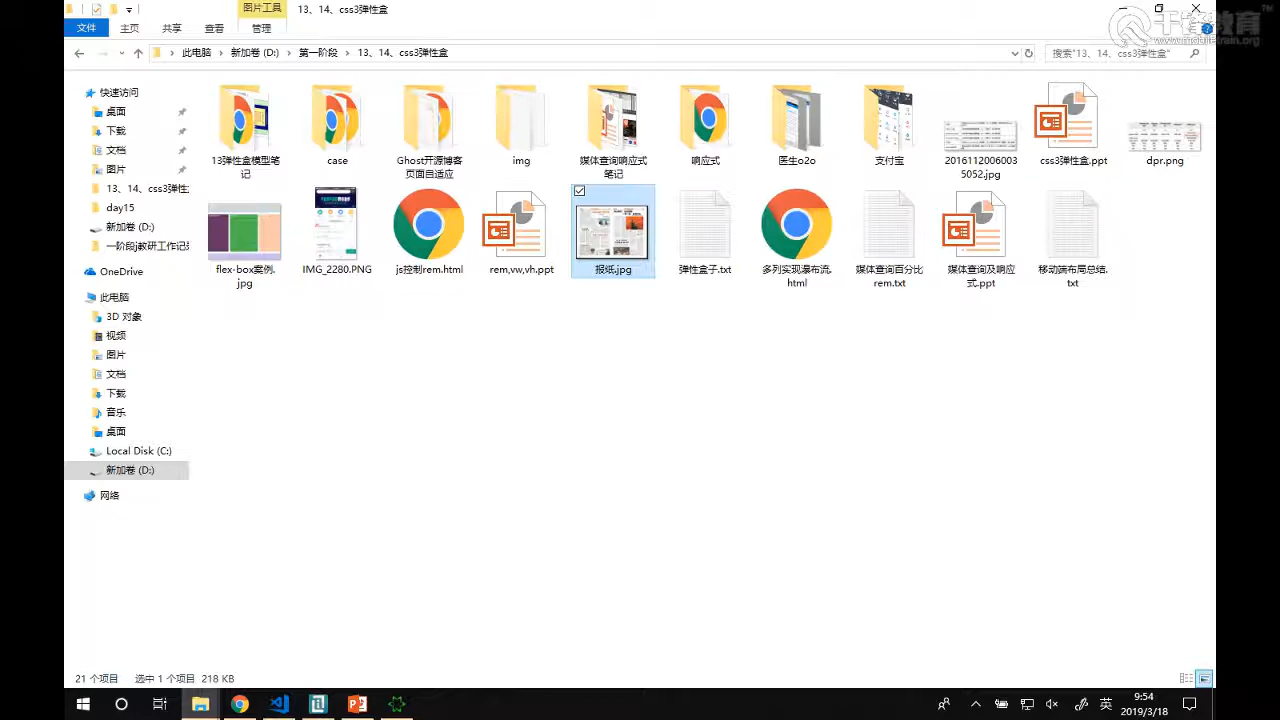 图片工具
13、14、css3弹性盒
文件
主页
共享
查看
管理
千锋教育
www.mobiletrain.org
此电脑
新加卷 (D:)
第一阶段
13、14、css3弹性盒
搜索"13、14、css3弹性盒"
快速访问
桌面
下载
文档
图片
13、14、css3弹性
day15
新加卷 (D:)
OneDrive
此电脑
3D 对象
视频
图片
文档
下载
音乐
桌面
Local Disk (C:)
新加卷 (D:)
网络
13弹性盒模型笔
记
case
页面自适应
img
媒体查询响应式
笔记
响应式
医生o2o
支付宝
2016112006003
5052.jpg
css3弹性盒.ppt
dpr.png
flex-box案例.
jpg
IMG_2280.PNG
js控制rem.html
rem,vw,vh.ppt
报纸.jpg
弹性盒子.txt
多列实现瀑布流.
html
媒体查询百分比
rem.txt
媒体查询及响应
式.ppt
移动端布局总结.
txt
21 个项目
选中 1 个项目 218 KB
英
9:54
2019/3/18